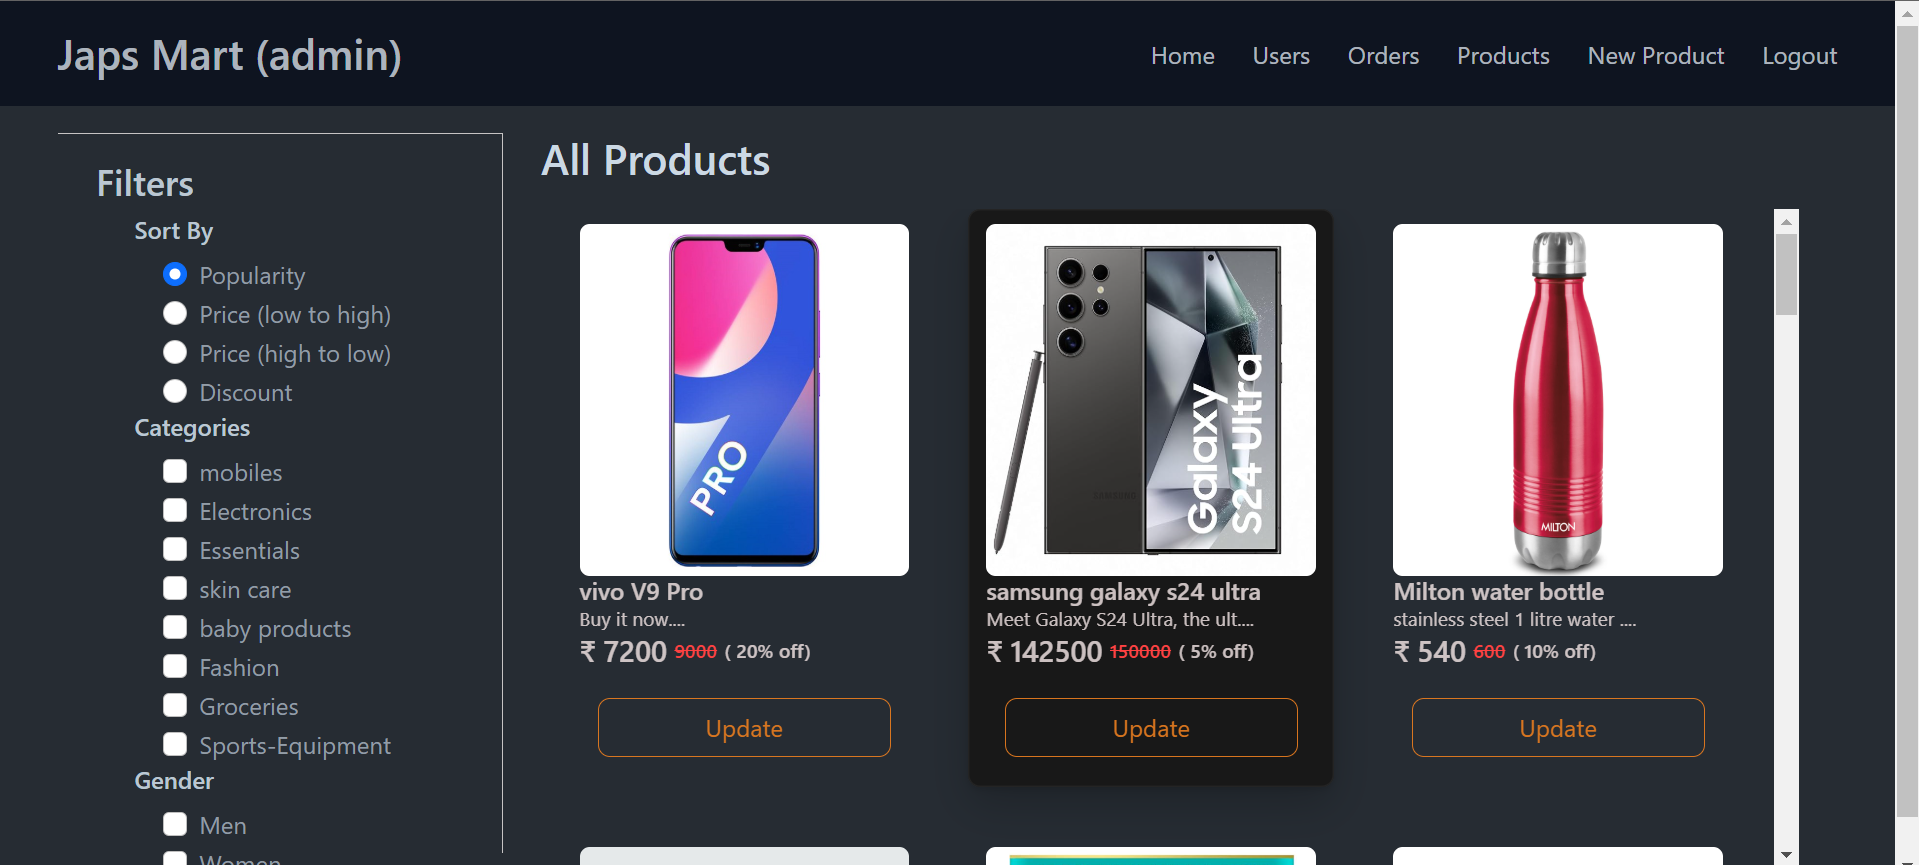 Japs Mart (admin)
Home Users Orders Products New Product Logout
Filters
Sort By
Popularity
Price (low to high)
Price (high to low)
Discount
Categories
mobiles
Electronics
Essentials
skin care
baby products
Fashion
Groceries
Sports-Equipment
Gender
Men
Women
All Products
PRO
vivo V9 Pro
Buy it now....
₹ 7200 9000 ( 20% off)
Update
SAMSUNG
Galaxy
S24 Ultra
samsung galaxy s24 ultra
Meet Galaxy S24 Ultra, the ult....
₹ 142500 150000 ( 5% off)
Update
MILTON
Milton water bottle
stainless steel 1 litre water ....
₹ 540 600 ( 10% off)
Update